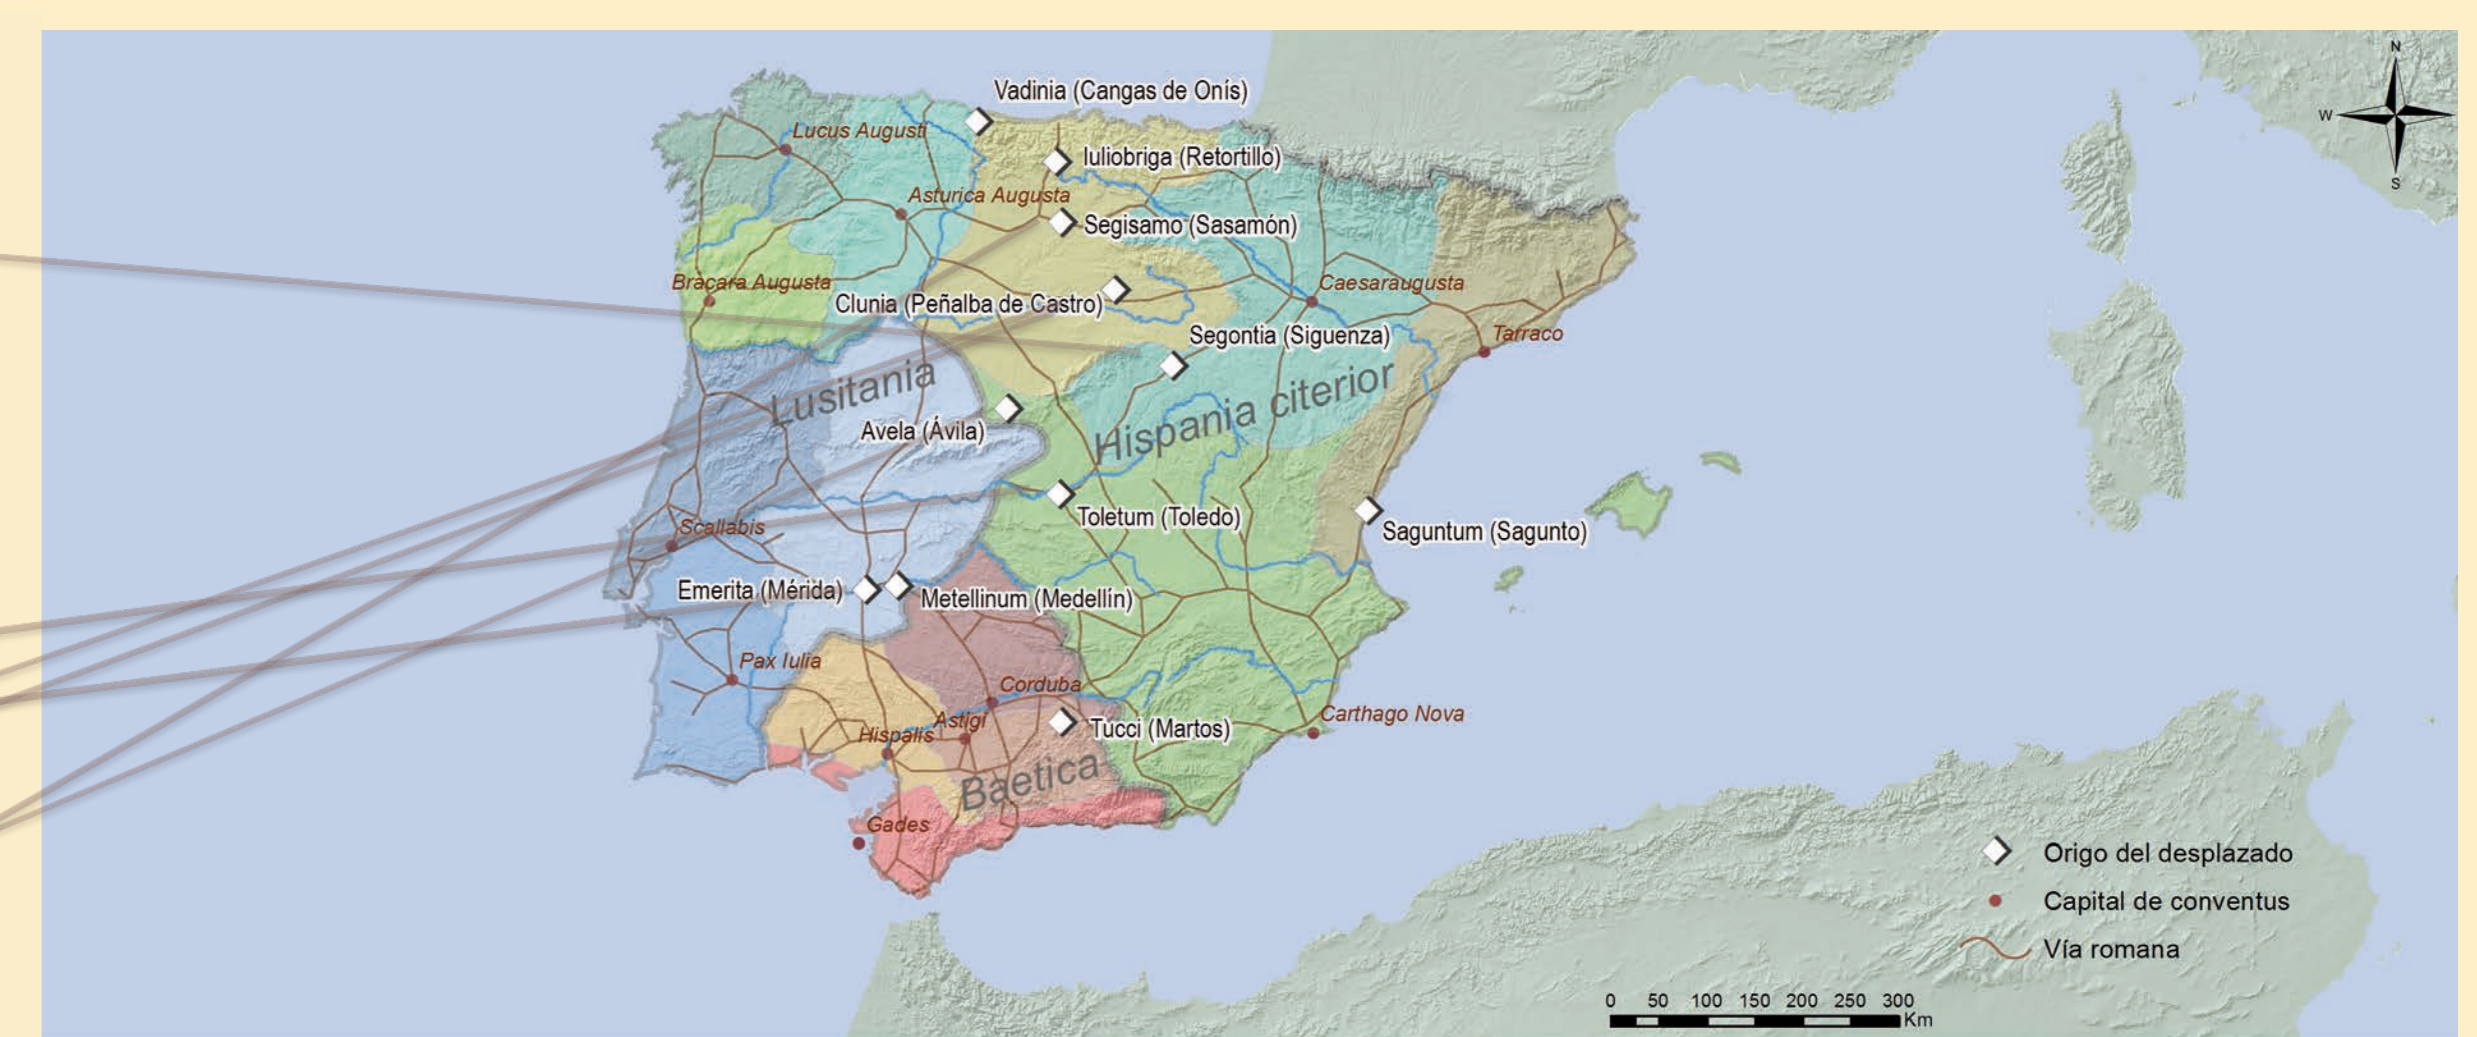 N
W
S
Vadinia (Cangas de Onís)
Lucus Augusti
Iuliobriga (Retortillo)
Asturica Augusta
Segisamo (Sasamón)
Bracara Augusta
Caesaraugusta
Clunia (Peñalba de Castro)
Segontia (Siguenza)
Tarraco
Lusitania
Hispania citerior
Avela (Ávila)
Toletum (Toledo)
Scallabis
Saguntum (Sagunto)
Emerita (Mérida)
Metellinum (Medellín)
Pax Iulia
Corduba
Carthago Nova
Astigi
Hispalis
Tucci (Martos)
Baetica
Gades
Origo del desplazado
Capital de conventus
Vía romana
0 50 100 150 200 250 300
Km